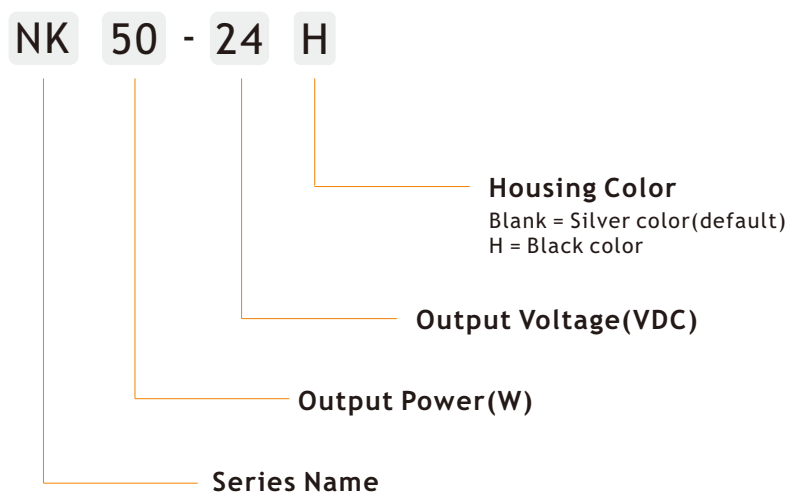 NK 50 - 24 H
Housing Color
Blank = Silver color(default)
H = Black color
Output Voltage(VDC)
Output Power(W)
Series Name